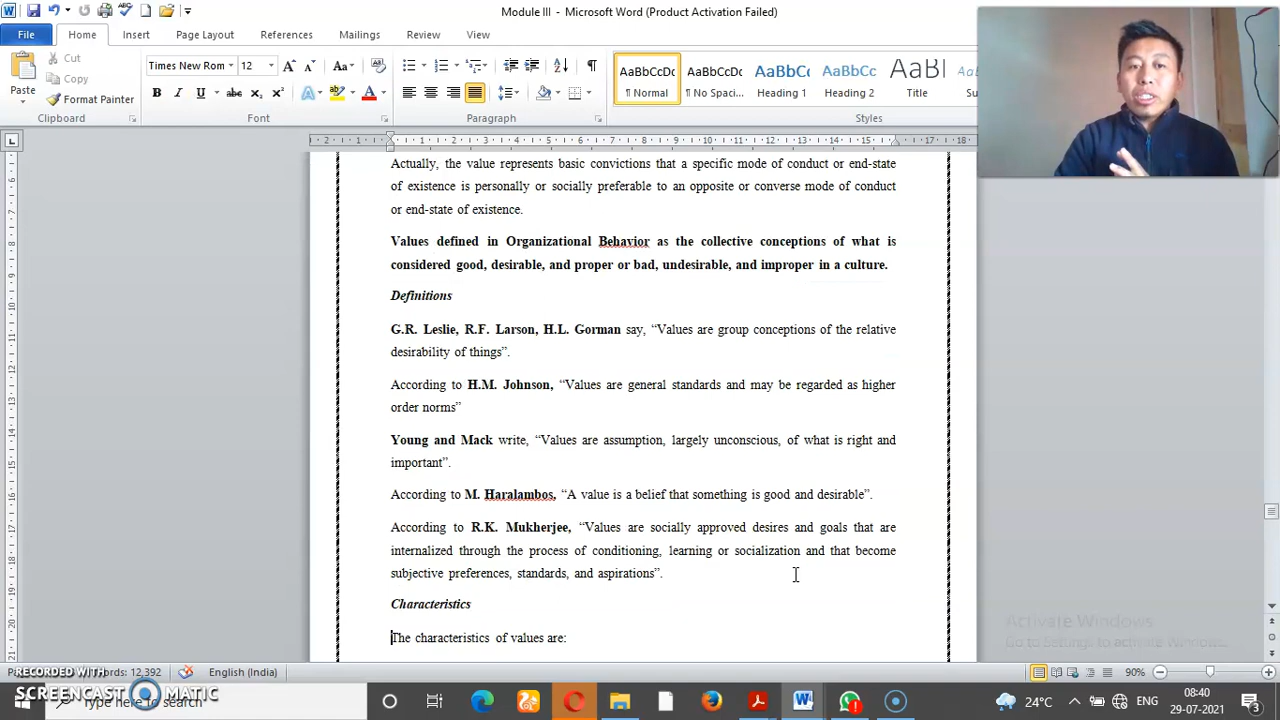 Module III - Microsoft Word (Product Activation Failed)
File Home Insert Page Layout References Mailings Review View
Paste Cut Copy Format Painter
Times New Rom 12 Aa
AaBbCcDc AaBbCcDc AaBbCc AaBbCc AaBl
¶ Normal ¶ No Spaci... Heading 1 Heading 2 Title
Clipboard Font Paragraph Styles
Actually, the value represents basic convictions that a specific mode of conduct or end-state
of existence is personally or socially preferable to an opposite or converse mode of conduct
or end-state of existence.
Values defined in Organizational Behavior as the collective conceptions of what is
considered good, desirable, and proper or bad, undesirable, and improper in a culture.
Definitions
G.R. Leslie, R.F. Larson, H.L. Gorman say, “Values are group conceptions of the relative
desirability of things”.
According to H.M. Johnson, “Values are general standards and may be regarded as higher
order norms”
Young and Mack write, “Values are assumption, largely unconscious, of what is right and
important”.
According to M. Haralambos, “A value is a belief that something is good and desirable”.
According to R.K. Mukherjee, “Values are socially approved desires and goals that are
internalized through the process of conditioning, learning or socialization and that become
subjective preferences, standards, and aspirations”.
Characteristics
The characteristics of values are:
Activate Windows
Go to Settings to activate Windows.
Words: 12,392 English (India) 90%
RECORDED WITH
SCREENCAST MATIC
Type here to search
24°C ENG 08:40
29-07-2021
3